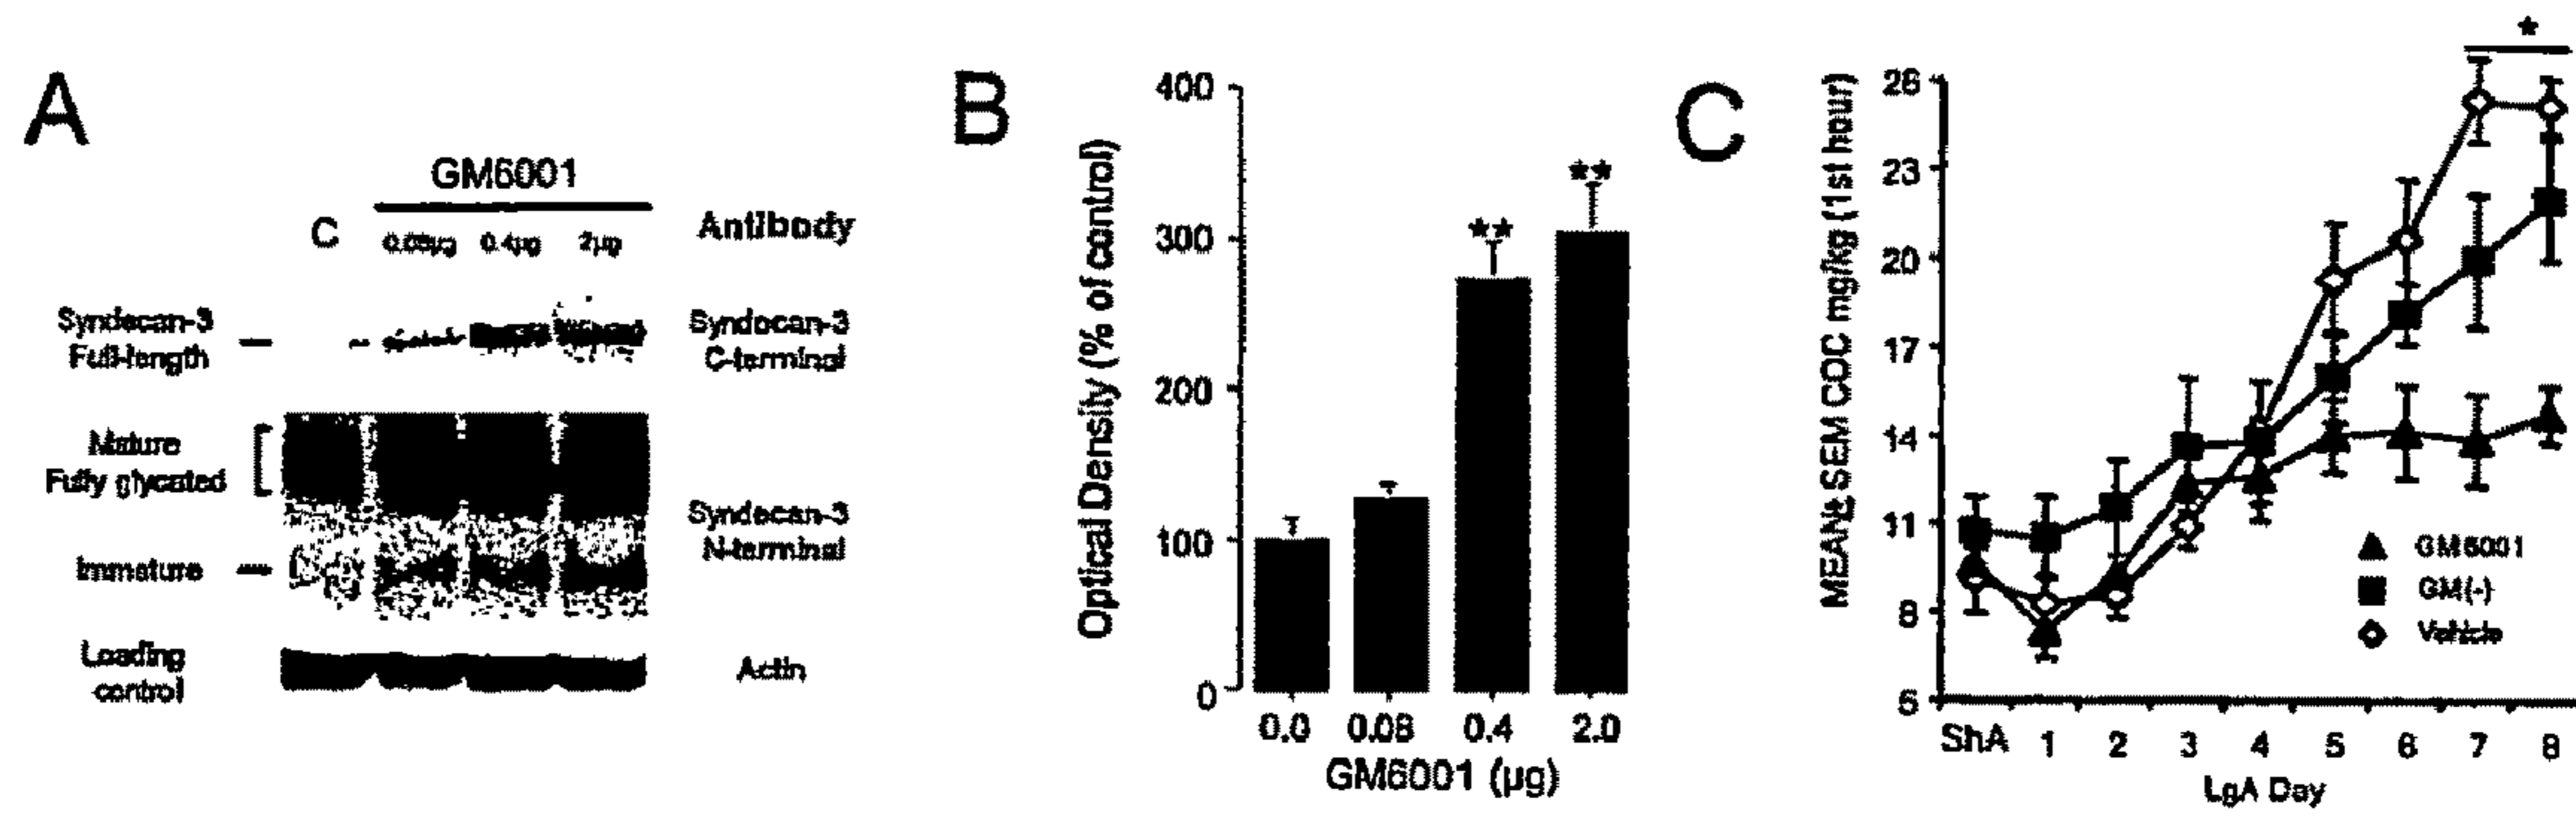 A
GM6001
C
0.08µg 0.4µg 2µg
Antibody
Syndecan-3
Full-length
Syndecan-3
C-terminal
Mature
Fully glycated
Syndecan-3
N-terminal
Immature
Loading
control
Actin
B
Optical Density (% of control)
400
300
200
100
0
0.0 0.08 0.4 2.0
GM6001 (µg)
** **
C
MEAN± SEM COC mg/kg (1st hour)
26
23
20
17
14
11
8
5
*
GM6001
GM(-)
Vehicle
ShA 1 2 3 4 5 6 7 8
LgA Day